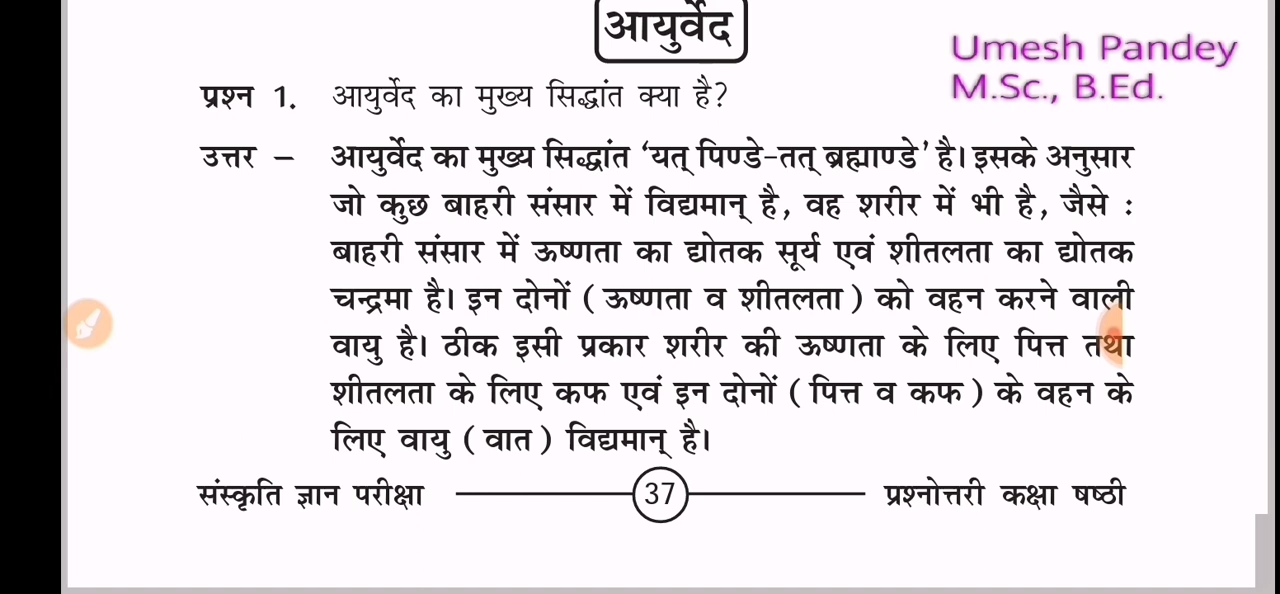 आयुर्वेद
Umesh Pandey
M.Sc., B.Ed.
प्रश्न 1. आयुर्वेद का मुख्य सिद्धांत क्या है?
उत्तर – आयुर्वेद का मुख्य सिद्धांत ‘यत् पिण्डे-तत् ब्रह्माण्डे’ है। इसके अनुसार
जो कुछ बाहरी संसार में विद्यमान् है, वह शरीर में भी है, जैसे :
बाहरी संसार में ऊष्णता का द्योतक सूर्य एवं शीतलता का द्योतक
चन्द्रमा है। इन दोनों (ऊष्णता व शीतलता) को वहन करने वाली
वायु है। ठीक इसी प्रकार शरीर की ऊष्णता के लिए पित्त तथा
शीतलता के लिए कफ एवं इन दोनों (पित्त व कफ) के वहन के
लिए वायु (वात) विद्यमान् है।
संस्कृति ज्ञान परीक्षा 37 प्रश्नोत्तरी कक्षा षष्ठी